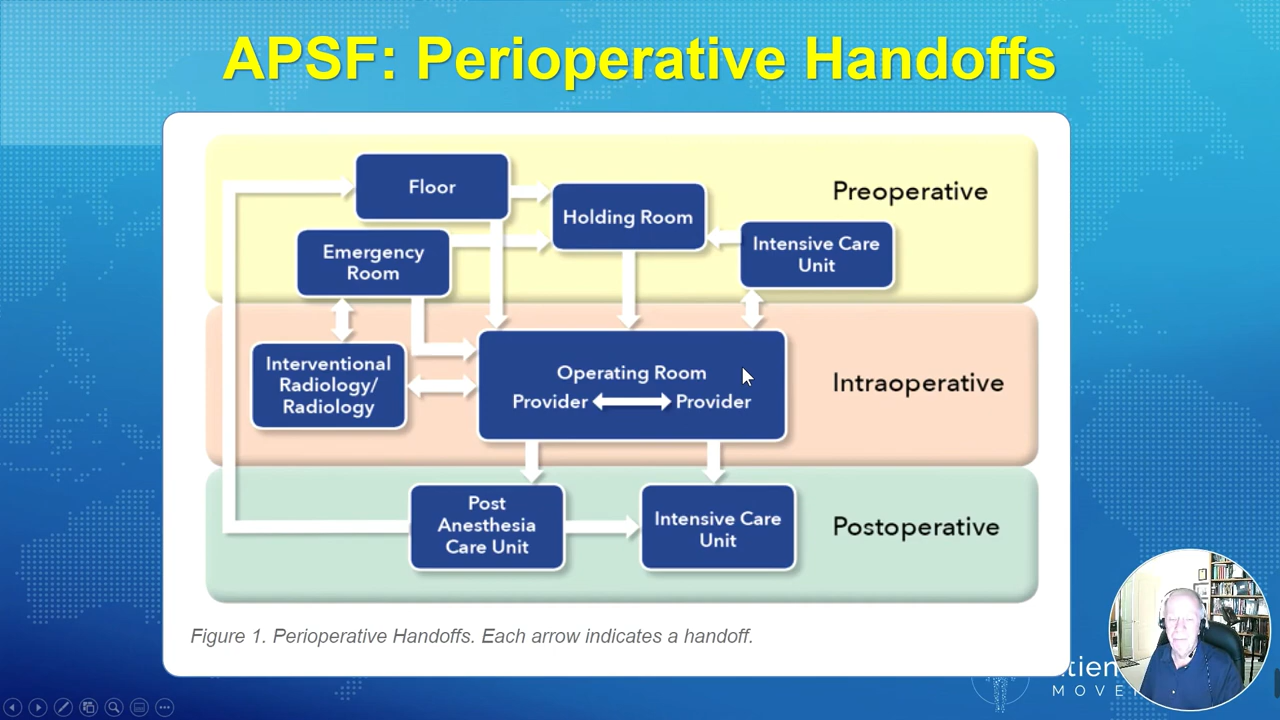 APSF: Perioperative Handoffs
Preoperative
Floor
Holding Room
Emergency
Room
Intensive Care
Unit
Intraoperative
Interventional
Radiology/
Radiology
Operating Room
Provider Provider
Postoperative
Post
Anesthesia
Care Unit
Intensive Care
Unit
Figure 1. Perioperative Handoffs. Each arrow indicates a handoff.